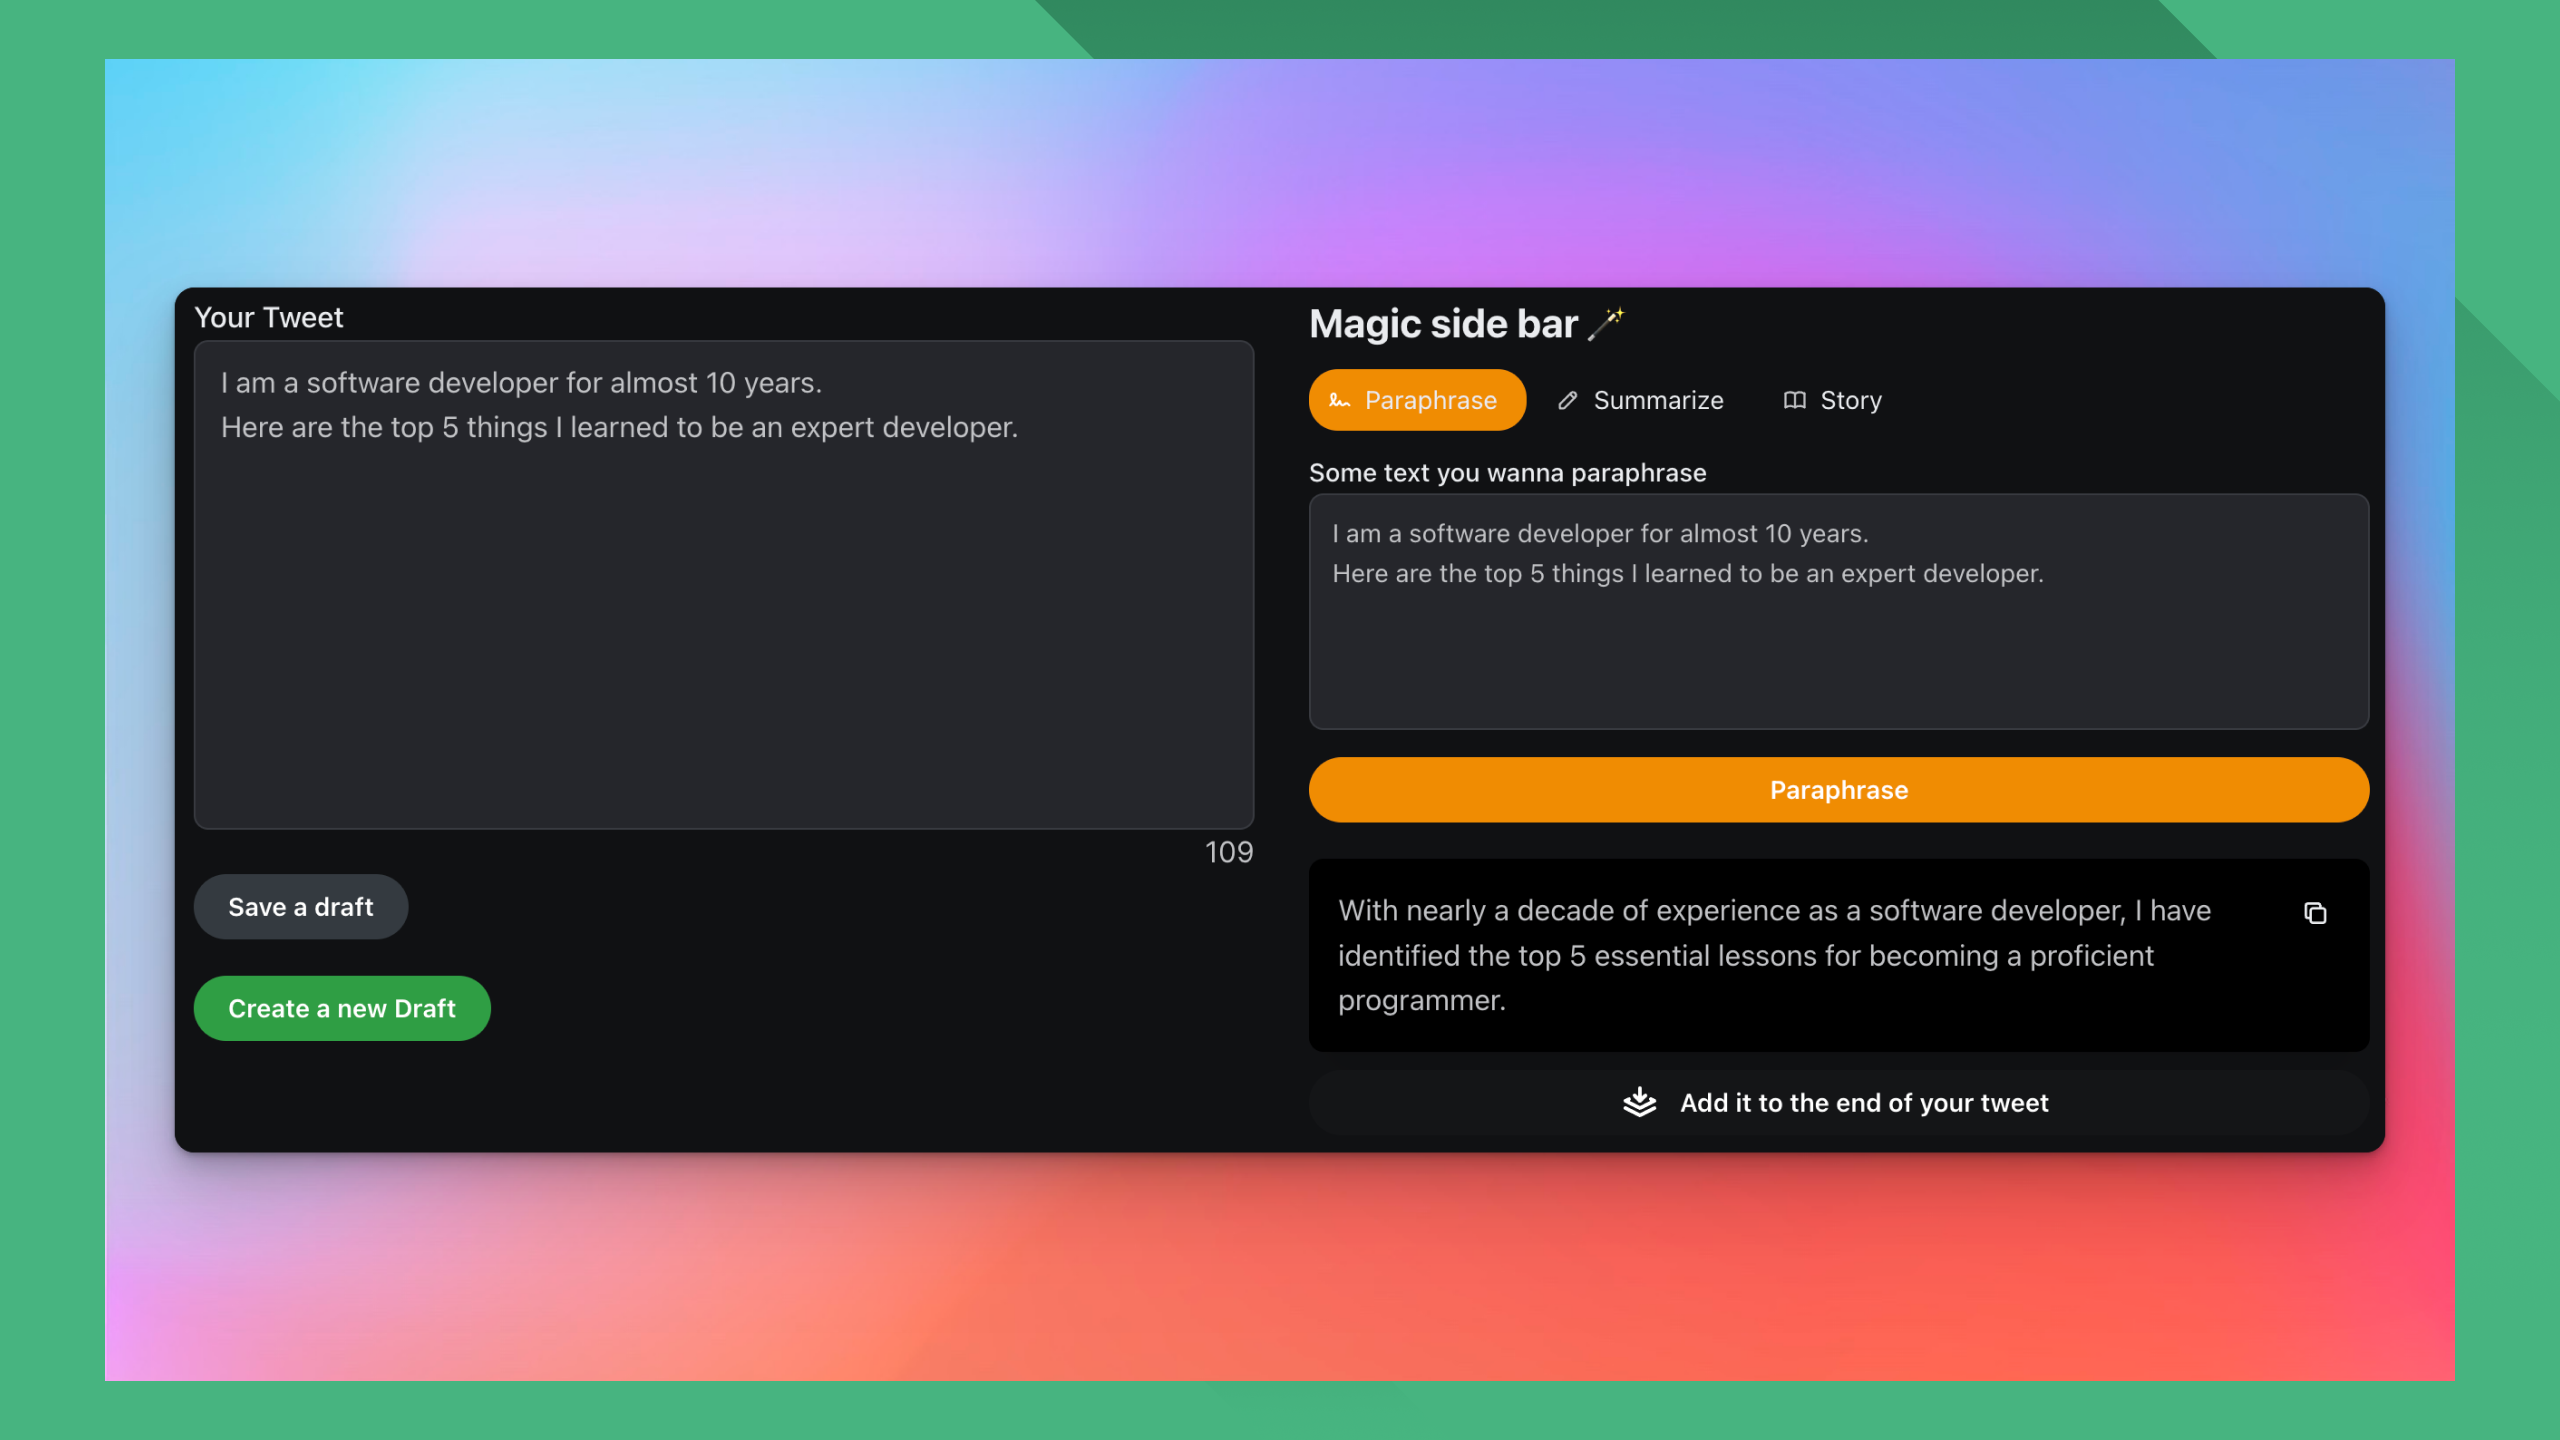 Your Tweet
I am a software developer for almost 10 years.
Here are the top 5 things I learned to be an expert developer.
109
Save a draft
Create a new Draft
Magic side bar
Paraphrase
Summarize
Story
Some text you wanna paraphrase
I am a software developer for almost 10 years.
Here are the top 5 things I learned to be an expert developer.
Paraphrase
With nearly a decade of experience as a software developer, I have
identified the top 5 essential lessons for becoming a proficient
programmer.
Add it to the end of your tweet